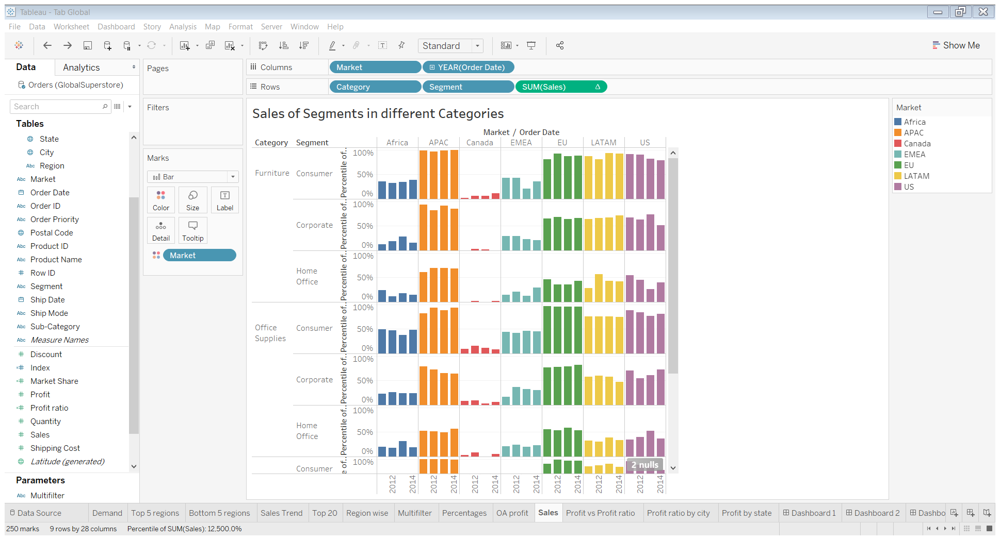 Tableau - Tab Global
File Data Worksheet Dashboard Story Analysis Map Format Server Window Help
Standard
Show Me
Data Analytics
Orders (GlobalSuperstore)
Search
Tables
State
City
Abc Region
Abc Market
Order Date
Abc Order ID
Abc Order Priority
Postal Code
Abc Product ID
Abc Product Name
# Row ID
Abc Segment
Ship Date
Abc Ship Mode
Abc Sub-Category
Abc Measure Names
# Discount
=# Index
=# Market Share
# Profit
=# Profit ratio
# Quantity
# Sales
# Shipping Cost
Latitude (generated)
Parameters
Abc Multifilter
Pages
Filters
Marks
Bar
Color Size Label
Detail Tooltip
Market
Columns Market YEAR(Order Date)
Rows Category Segment SUM(Sales) Δ
Sales of Segments in different Categories
Market / Order Date
Category Segment Africa APAC Canada EMEA EU LATAM US
Furniture Consumer Percentile of.. 100% 50% 0%
Corporate Percentile of.. 100% 50% 0%
Home Office Percentile of.. 100% 50% 0%
Office Supplies Consumer Percentile of.. 100% 50% 0%
Corporate Percentile of.. 100% 50% 0%
Home Office Percentile of.. 100% 50% 0%
Consumer e of.. 100%
2 nulls
2012 2014 2012 2014 2012 2014 2012 2014 2012 2014 2012 2014 2012 2014
Market
Africa
APAC
Canada
EMEA
EU
LATAM
US
Data Source Demand Top 5 regions Bottom 5 regions Sales Trend Top 20 Region wise Multifilter Percentages OA profit Sales Profit vs Profit ratio Profit ratio by city Profit by state Dashboard 1 Dashboard 2 Dashbo
250 marks 9 rows by 28 columns Percentile of SUM(Sales): 12,500.0%